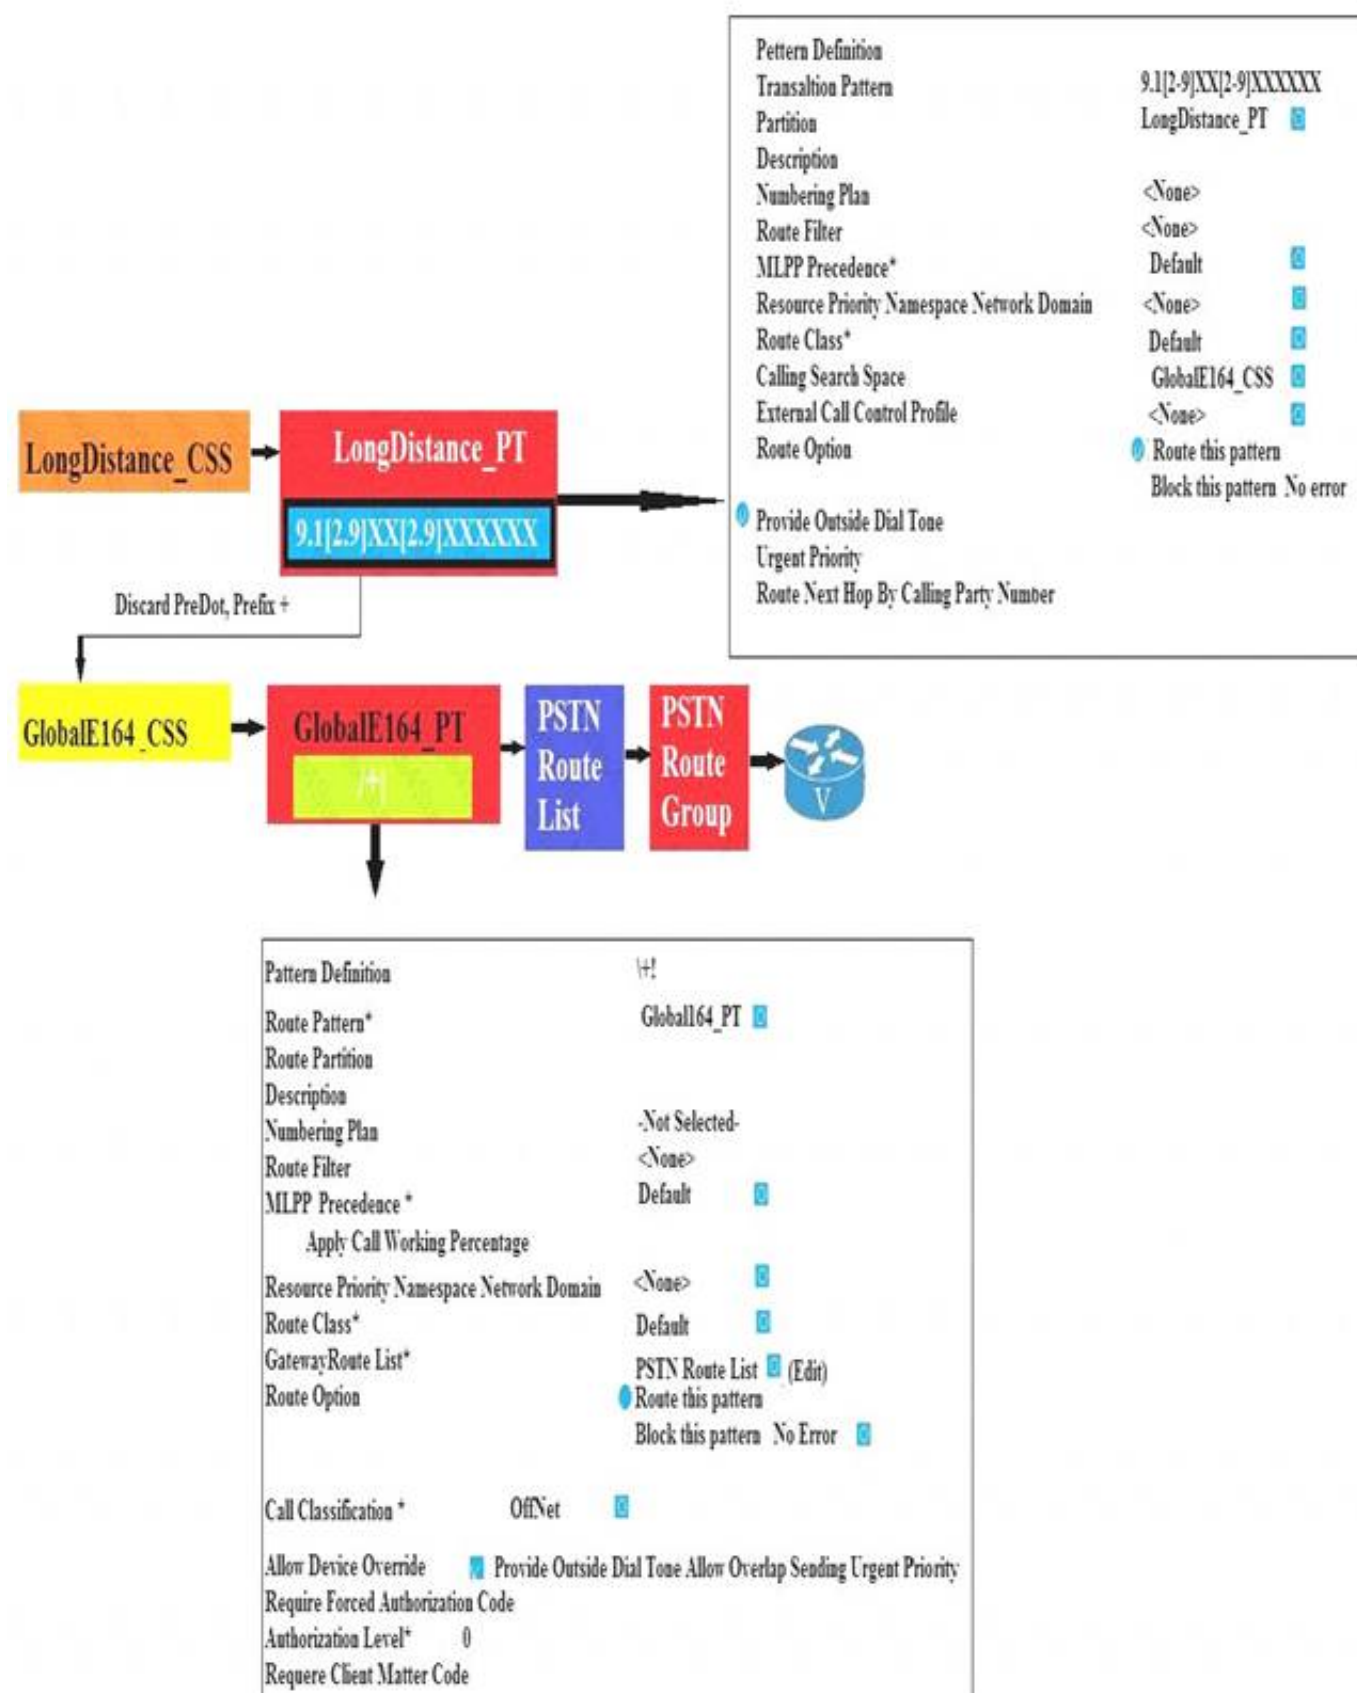 Pettern Definition
Transaltion Pattern 9.1[2-9]XX[2-9]XXXXXX
Partition LongDistance_PT
Description
Numbering Plan <None>
Route Filter <None>
MLPP Precedence* Default
Resource Priority Namespace Network Domain <None>
Route Class* Default
Calling Search Space GlobalE164_CSS
External Call Control Profile <None>
Route Option Route this pattern
Block this pattern No error
Provide Outside Dial Tone
Urgent Priority
Route Next Hop By Calling Party Number
LongDistance_CSS
LongDistance_PT
9.1[2.9]XX[2.9]XXXXXX
Discard PreDot, Prefix +
GlobalE164_CSS
GlobalE164_PT
PSTN
Route
List
PSTN
Route
Group
V
Pattern Definition \+!
Route Pattern* Global164_PT
Route Partition
Description
Numbering Plan -Not Selected-
Route Filter <None>
MLPP Precedence * Default
Apply Call Working Percentage
Resource Priority Namespace Network Domain <None>
Route Class* Default
GatewayRoute List* PSTN Route List (Edit)
Route Option Route this pattern
Block this pattern No Error
Call Classification * OffNet
Allow Device Override Provide Outside Dial Tone Allow Overlap Sending Urgent Priority
Require Forced Authorization Code
Authorization Level* 0
Requere Client Matter Code